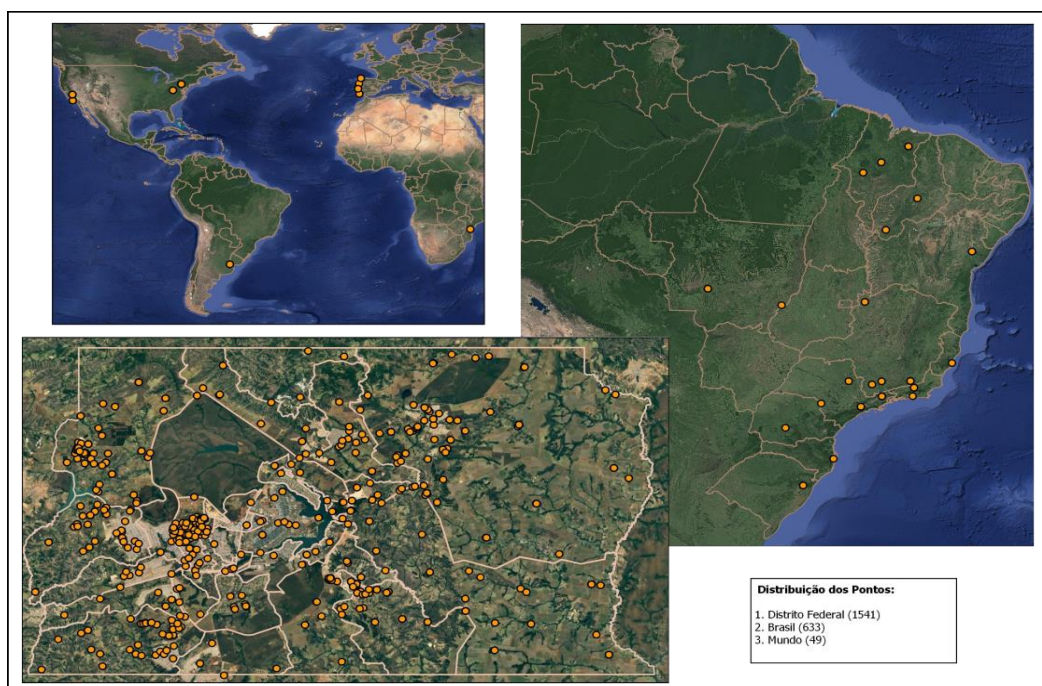 Distribuição dos Pontos:
1. Distrito Federal (1541)
2. Brasil (633)
3. Mundo (49)